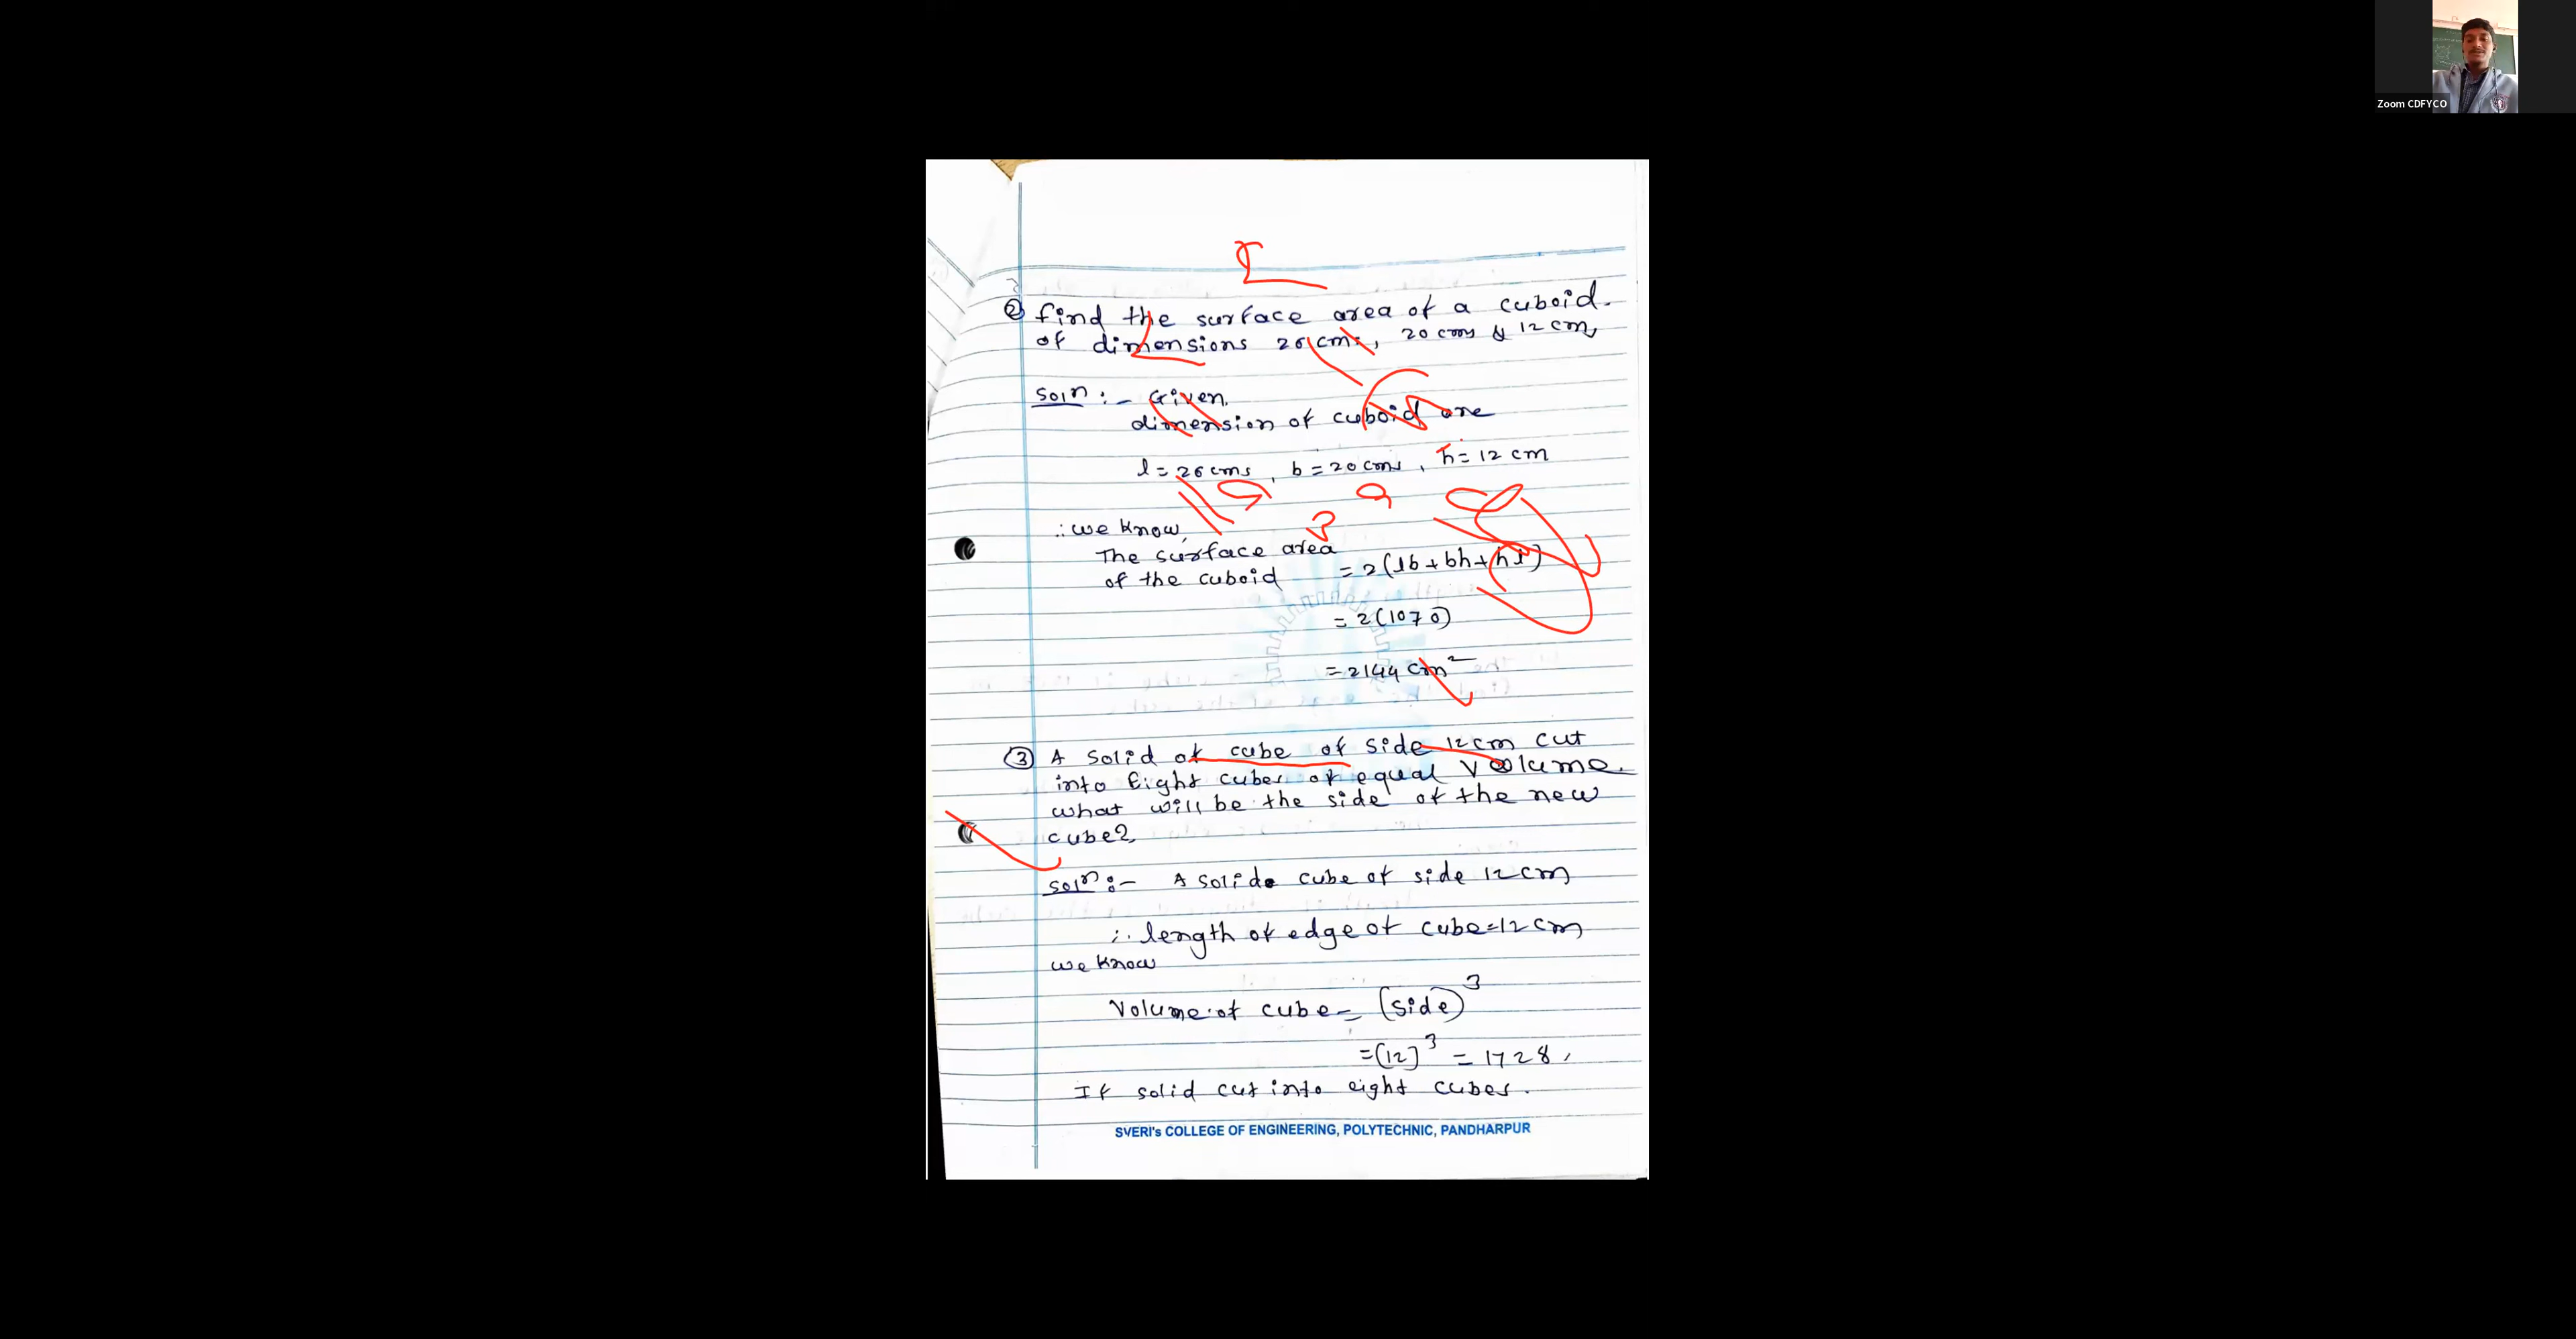 Zoom CDFYCO
② find the surface area of a cuboid.
of dimensions 26 cms, 20 cms & 12 cms
Soln :- Given.
dimension of cuboid are
l = 26 cms, b = 20 cms, h = 12 cm
∴ we know,
The surface area
of the cuboid = 2(lb + bh + hl)
= 2(1070)
= 2144 cm²
③ A solid of cube of side 12 cm cut
into Eight cubes of equal Volume.
what will be the side of the new
cube?
Soln :- A solide cube of side 12 cm
∴ length of edge of cube = 12 cm
we know
Volume of cube = (side)³
= (12)³ = 1728,
If solid cut into eight cubes.
SVERI's COLLEGE OF ENGINEERING, POLYTECHNIC, PANDHARPUR